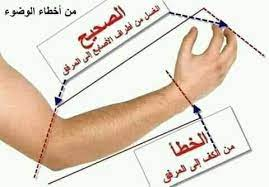 من أخطاء الوضوء
الصحيح
الغسل من أطراف الأصابع إلى المرفق
الخطأ
من الكف إلى المرفق